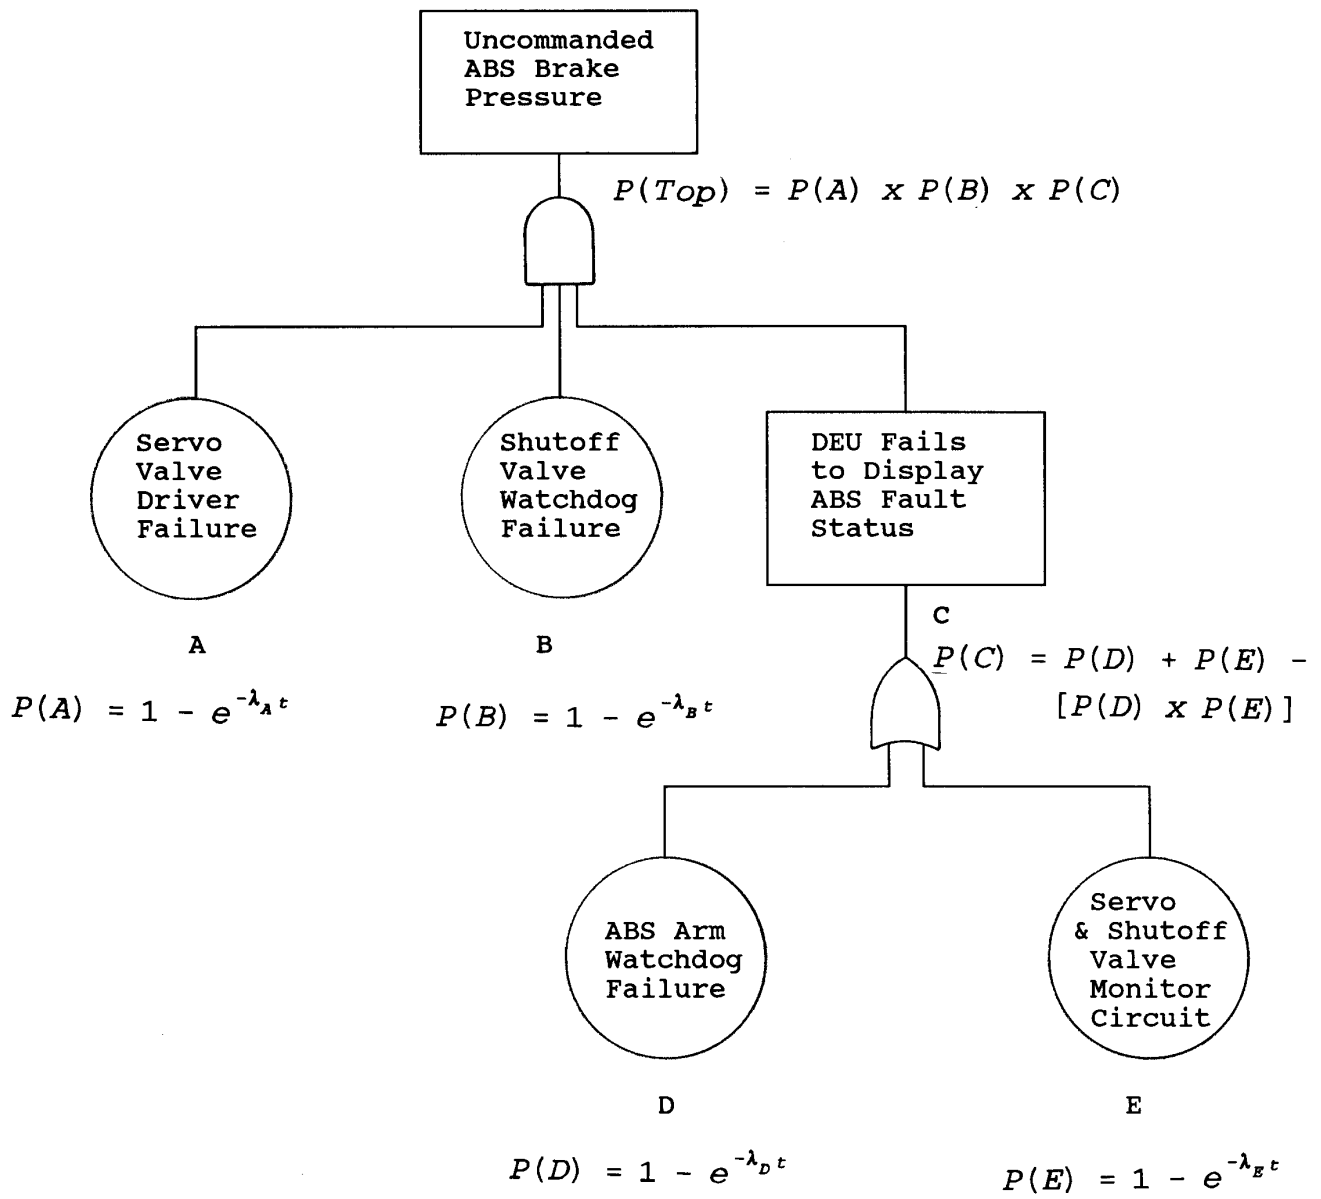 Uncommanded
ABS Brake
Pressure
P(Top) = P(A) x P(B) x P(C)
Servo
Valve
Driver
Failure
Shutoff
Valve
Watchdog
Failure
DEU Fails
to Display
ABS Fault
Status
A
B
C
P(A) = 1 - e^{-λ_A t}
P(B) = 1 - e^{-λ_B t}
P(C) = P(D) + P(E) -
[P(D) x P(E)]
ABS Arm
Watchdog
Failure
Servo
& Shutoff
Valve
Monitor
Circuit
D
E
P(D) = 1 - e^{-λ_D t}
P(E) = 1 - e^{-λ_E t}